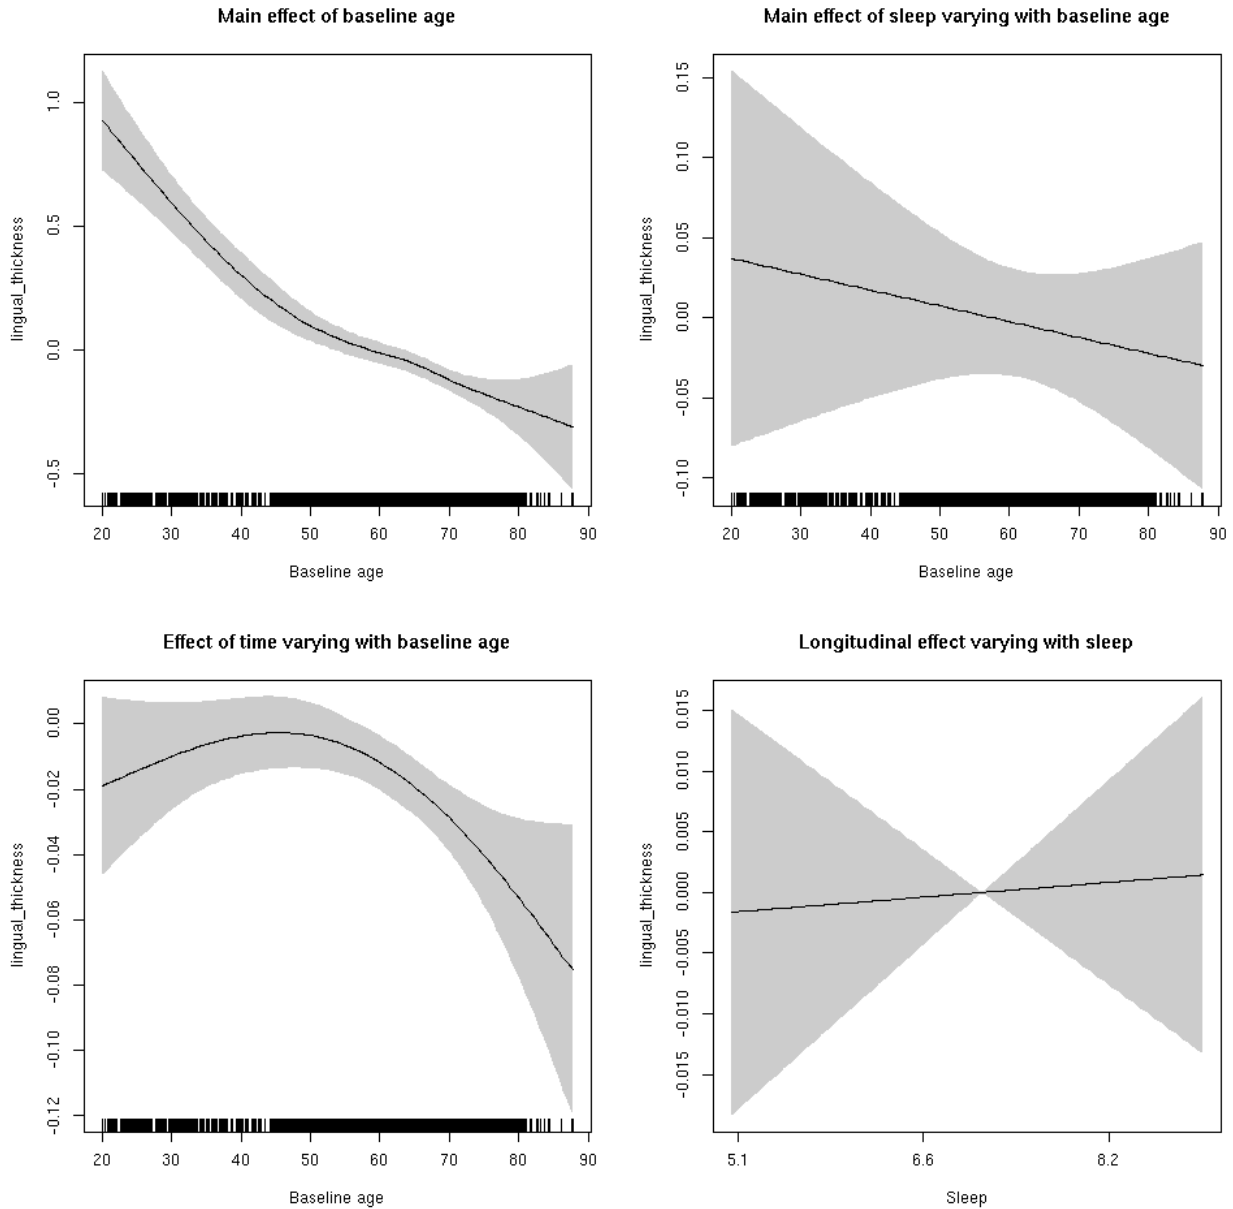 Main effect of baseline age
lingual_thickness
1.0
0.5
0.0
-0.5
20 30 40 50 60 70 80 90
Baseline age
Main effect of sleep varying with baseline age
lingual_thickness
0.15
0.10
0.05
0.00
-0.05
-0.10
20 30 40 50 60 70 80 90
Baseline age
Effect of time varying with baseline age
lingual_thickness
0.00
-0.02
-0.04
-0.06
-0.08
-0.10
-0.12
20 30 40 50 60 70 80 90
Baseline age
Longitudinal effect varying with sleep
lingual_thickness
0.015
0.010
0.005
0.000
-0.005
-0.010
-0.015
5.1 6.6 8.2
Sleep